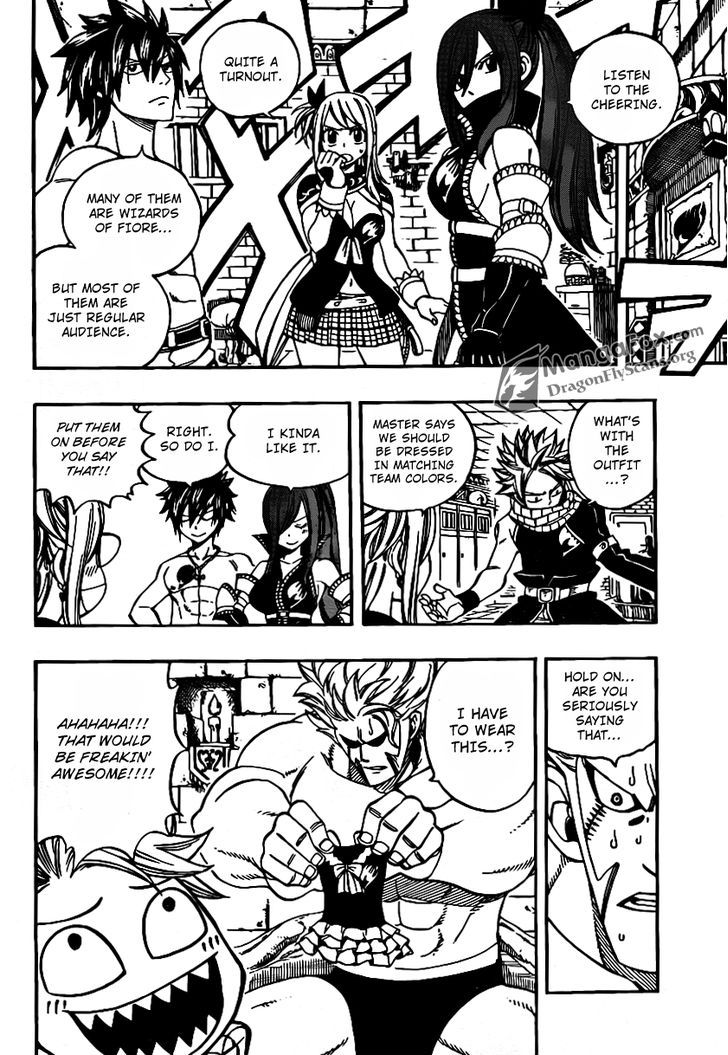 LISTEN
TO THE
CHEERING.
QUITE A
TURNOUT.
MANY OF THEM
ARE WIZARDS
OF FIORE...
BUT MOST OF
THEM ARE
JUST REGULAR
AUDIENCE.
MangaFox.com
DragonFlyScans.org
WHAT'S
WITH THE
OUTFIT
...?
MASTER SAYS
WE SHOULD
BE DRESSED
IN MATCHING
TEAM COLORS.
I KINDA
LIKE IT.
RIGHT.
SO DO I.
PUT THEM
ON BEFORE
YOU SAY
THAT!!
HOLD ON...
ARE YOU
SERIOUSLY
SAYING
THAT...
I HAVE
TO WEAR
THIS...?
AHAHAHA!!!
THAT WOULD
BE FREAKIN'
AWESOME!!!!